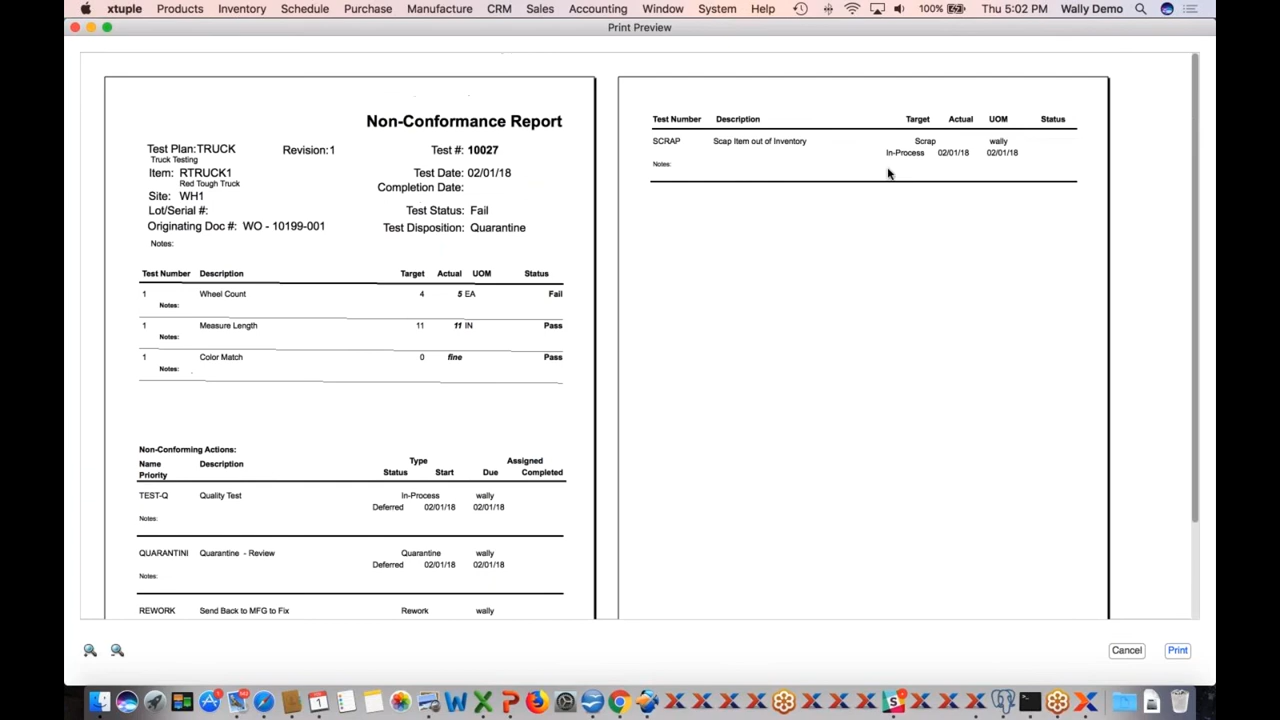 xtuple Products Inventory Schedule Purchase Manufacture CRM Sales Accounting Window System Help 100% Thu 5:02 PM Wally Demo
Print Preview
Non-Conformance Report
Test Plan:TRUCK Revision:1 Test #: 10027
Truck Testing
Item: RTRUCK1 Test Date: 02/01/18
Red Tough Truck Completion Date:
Site: WH1
Lot/Serial #: Test Status: Fail
Originating Doc #: WO - 10199-001 Test Disposition: Quarantine
Notes:
Test Number Description Target Actual UOM Status
1 Wheel Count 4 5 EA Fail
Notes:
1 Measure Length 11 11 IN Pass
Notes:
1 Color Match 0 fine Pass
Notes:
Non-Conforming Actions:
Name Description Type Assigned
Priority Status Start Due Completed
TEST-Q Quality Test In-Process wally
Deferred 02/01/18 02/01/18
Notes:
QUARANTINI Quarantine - Review Quarantine wally
Deferred 02/01/18 02/01/18
Notes:
REWORK Send Back to MFG to Fix Rework wally
Test Number Description Target Actual UOM Status
SCRAP Scap Item out of Inventory Scrap wally
In-Process 02/01/18 02/01/18
Notes:
Cancel Print